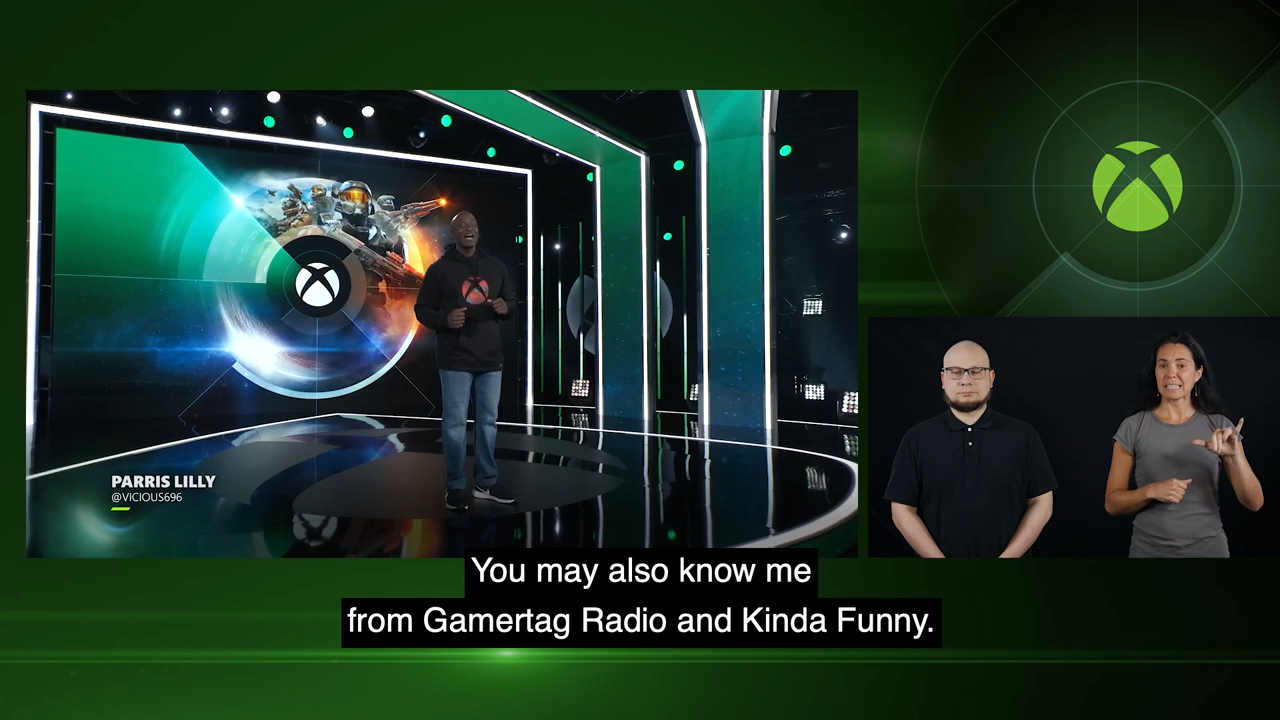 PARRIS LILLY
@VICIOUS696
You may also know me
from Gamertag Radio and Kinda Funny.